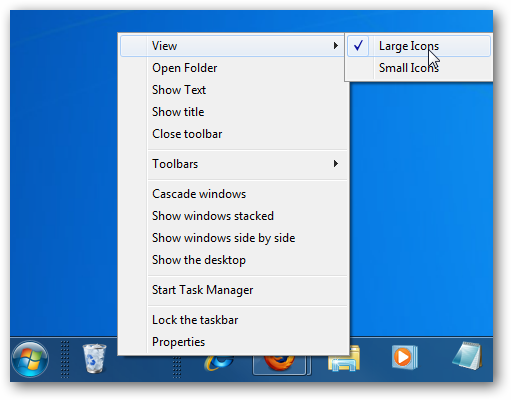 View
Large Icons
Small Icons
Open Folder
Show Text
Show title
Close toolbar
Toolbars
Cascade windows
Show windows stacked
Show windows side by side
Show the desktop
Start Task Manager
Lock the taskbar
Properties